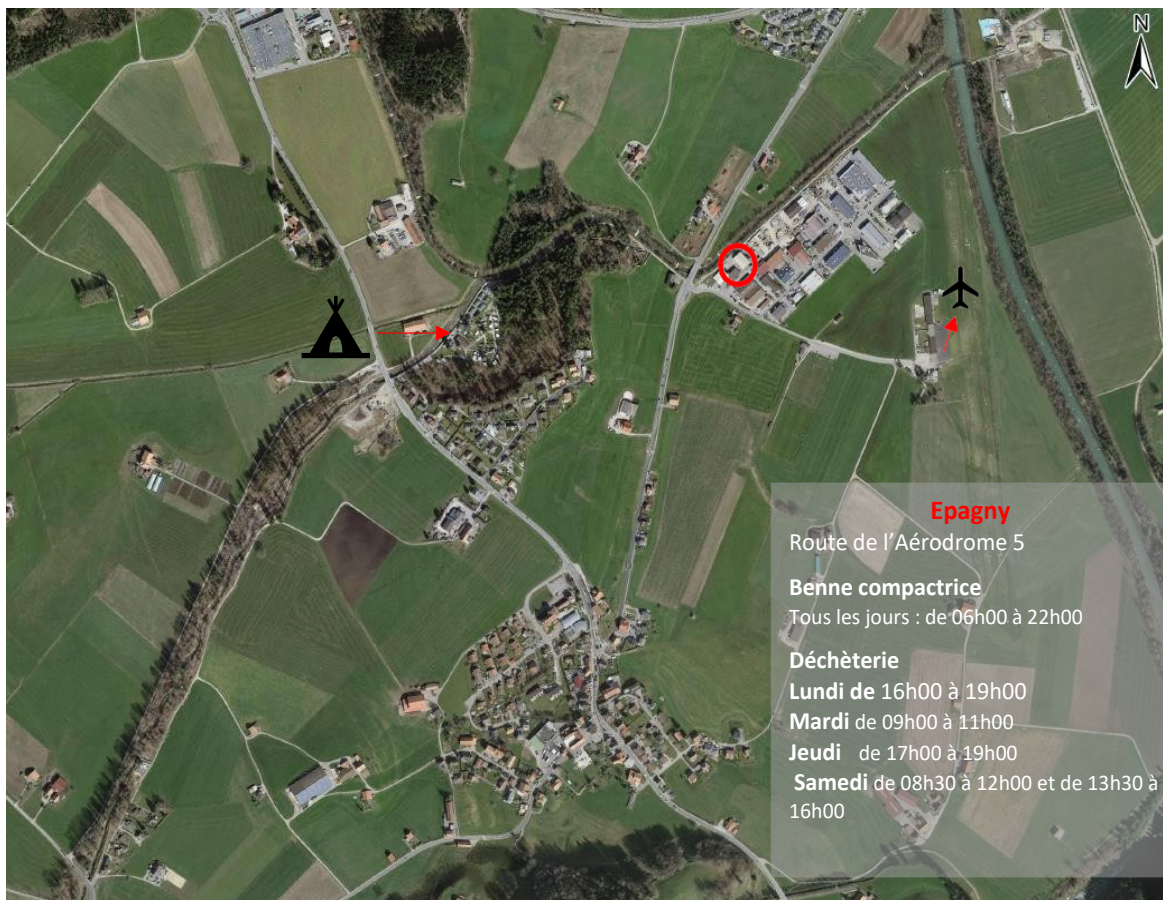 N
Epagny
Route de l'Aérodrome 5
Benne compactrice
Tous les jours : de 06h00 à 22h00
Déchèterie
Lundi de 16h00 à 19h00
Mardi de 09h00 à 11h00
Jeudi de 17h00 à 19h00
Samedi de 08h30 à 12h00 et de 13h30 à
16h00